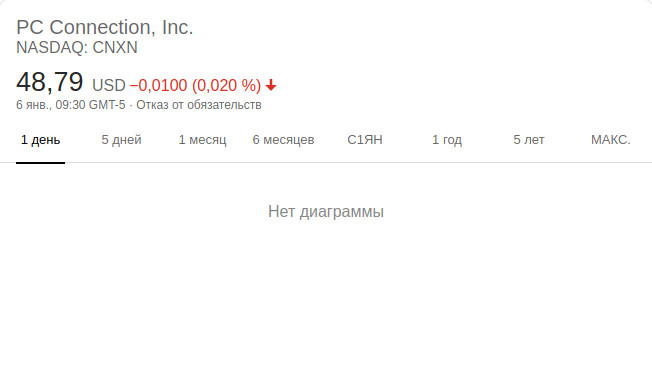 PC Connection, Inc.
NASDAQ: CNXN
48,79 USD −0,0100 (0,020 %)
6 янв., 09:30 GMT-5 · Отказ от обязательств
1 день 5 дней 1 месяц 6 месяцев С1ЯН 1 год 5 лет МАКС.
Нет диаграммы